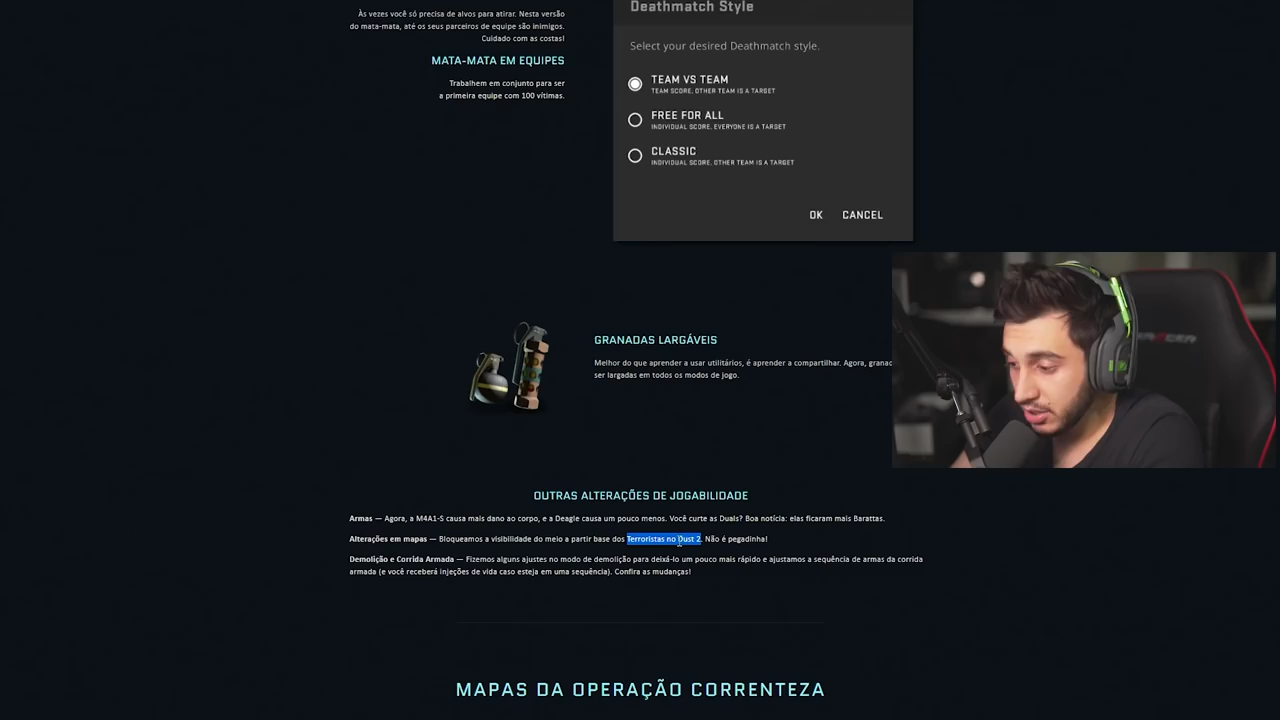 Às vezes você só precisa de alvos para atirar. Nesta versão
do mata-mata, até os seus parceiros de equipe são inimigos.
Cuidado com as costas!
MATA-MATA EM EQUIPES
Trabalhem em conjunto para ser
a primeira equipe com 100 vítimas.
Deathmatch Style
Select your desired Deathmatch style.
TEAM VS TEAM
TEAM SCORE, OTHER TEAM IS A TARGET
FREE FOR ALL
INDIVIDUAL SCORE, EVERYONE IS A TARGET
CLASSIC
INDIVIDUAL SCORE, OTHER TEAM IS A TARGET
OK CANCEL
GRANADAS LARGÁVEIS
Melhor do que aprender a usar utilitários, é aprender a compartilhar. Agora,
ser largadas em todos os modos de jogo.
OUTRAS ALTERAÇÕES DE JOGABILIDADE
Armas — Agora, a M4A1-S causa mais dano ao corpo, e a Deagle causa um pouco menos. Você curte as Duals? Boa notícia: elas ficaram mais Barattas.
Alterações em mapas — Bloqueamos a visibilidade do meio a partir base dos Terroristas no Dust 2. Não é pegadinha!
Demolição e Corrida Armada — Fizemos alguns ajustes no modo de demolição para deixá-lo um pouco mais rápido e ajustamos a sequência de armas da corrida
armada (e você receberá injeções de vida caso esteja em uma sequência). Confira as mudanças!
MAPAS DA OPERAÇÃO CORRENTEZA